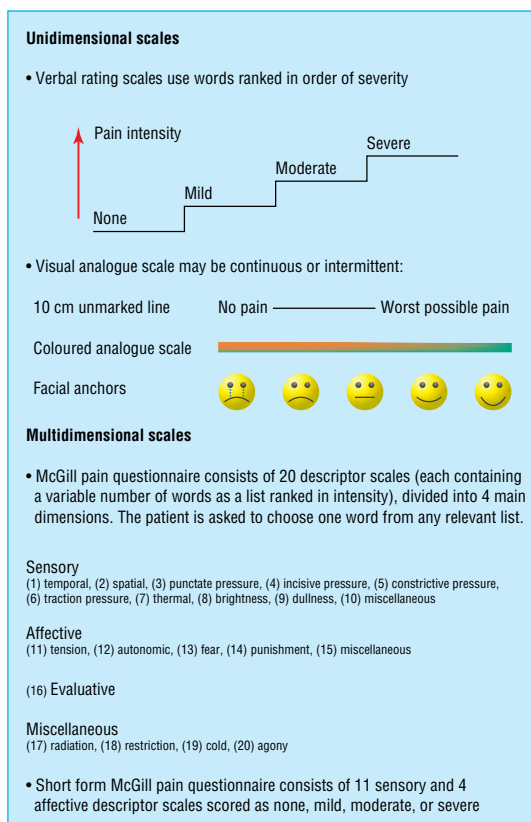 Unidimensional scales
• Verbal rating scales use words ranked in order of severity
Pain intensity
Severe
Moderate
Mild
None
• Visual analogue scale may be continuous or intermittent:
10 cm unmarked line No pain Worst possible pain
Coloured analogue scale
Facial anchors
Multidimensional scales
• McGill pain questionnaire consists of 20 descriptor scales (each containing
a variable number of words as a list ranked in intensity), divided into 4 main
dimensions. The patient is asked to choose one word from any relevant list.
Sensory
(1) temporal, (2) spatial, (3) punctate pressure, (4) incisive pressure, (5) constrictive pressure,
(6) traction pressure, (7) thermal, (8) brightness, (9) dullness, (10) miscellaneous
Affective
(11) tension, (12) autonomic, (13) fear, (14) punishment, (15) miscellaneous
(16) Evaluative
Miscellaneous
(17) radiation, (18) restriction, (19) cold, (20) agony
• Short form McGill pain questionnaire consists of 11 sensory and 4
affective descriptor scales scored as none, mild, moderate, or severe